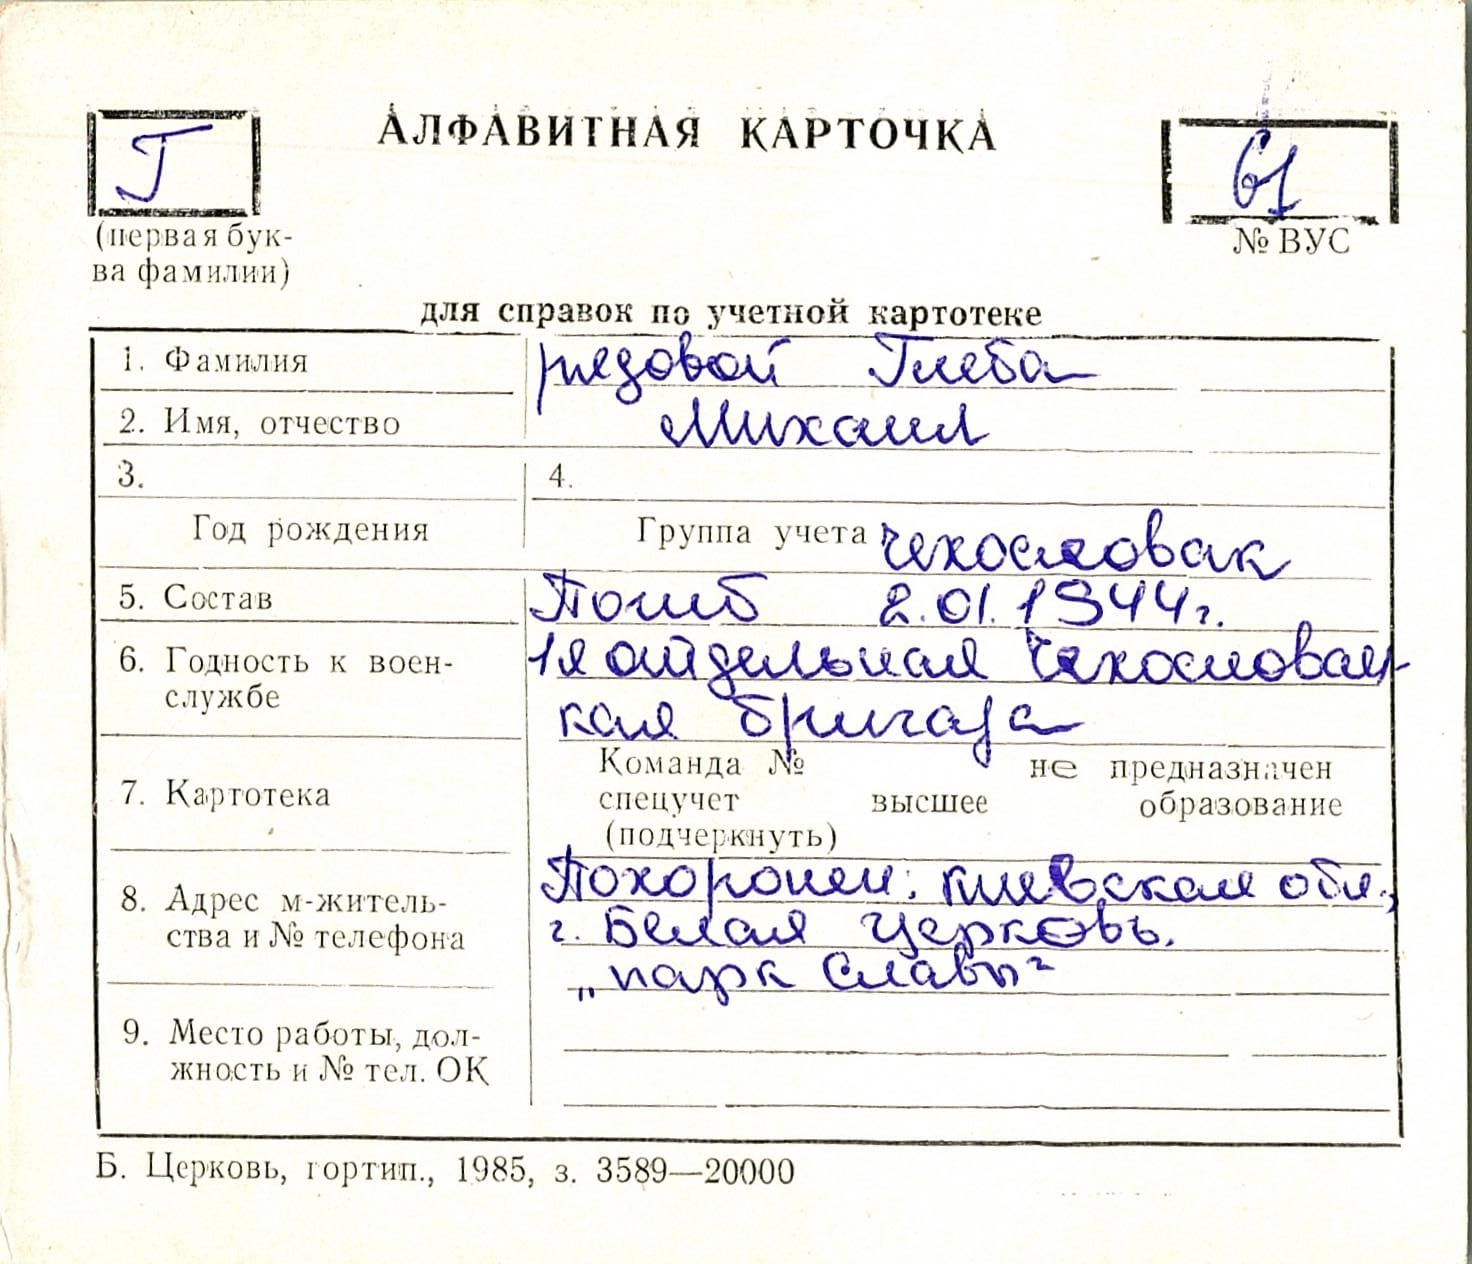 Г
АЛФАВИТНАЯ КАРТОЧКА
61
(первая бук-
ва фамилии)
№ ВУС
для справок по учетной картотеке
1. Фамилия рядовой Глеба
2. Имя, отчество Михаил
3. 4.
Год рождения Группа учета чехословак
5. Состав Погиб 2.01.1944г.
6. Годность к воен- 1я отдельная Чехословац-
службе кая бригада
Команда № не предназначен
7. Картотека спецучет высшее образование
(подчеркнуть)
8. Адрес м-житель- Похоронен: Киевская обл.,
ства и № телефона г. Белая Церковь.
„парк Славы"
9. Место работы, дол-
жность и № тел. ОК
Б. Церковь, гортип., 1985, з. 3589—20000